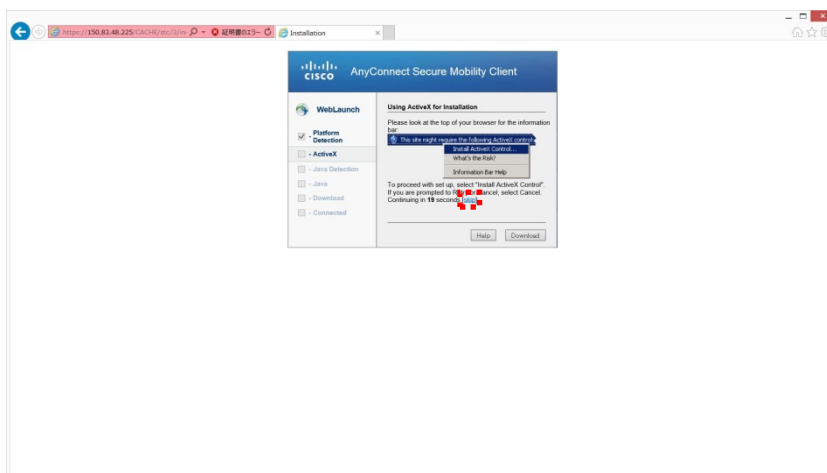 https://150.83.48.225/CACHE/stc/3/in
証明書のエラー
Installation
CISCO
AnyConnect Secure Mobility Client
WebLaunch
- Platform Detection
- ActiveX
- Java Detection
- Java
- Download
- Connected
Using ActiveX for Installation
Please look at the top of your browser for the information
bar:
This site might require the following ActiveX control
Install ActiveX Control...
What's the Risk?
Information Bar Help
To proceed with set up, select "Install ActiveX Control".
If you are prompted to Retry or Cancel, select Cancel.
Continuing in 19 seconds [skip]
Help
Download